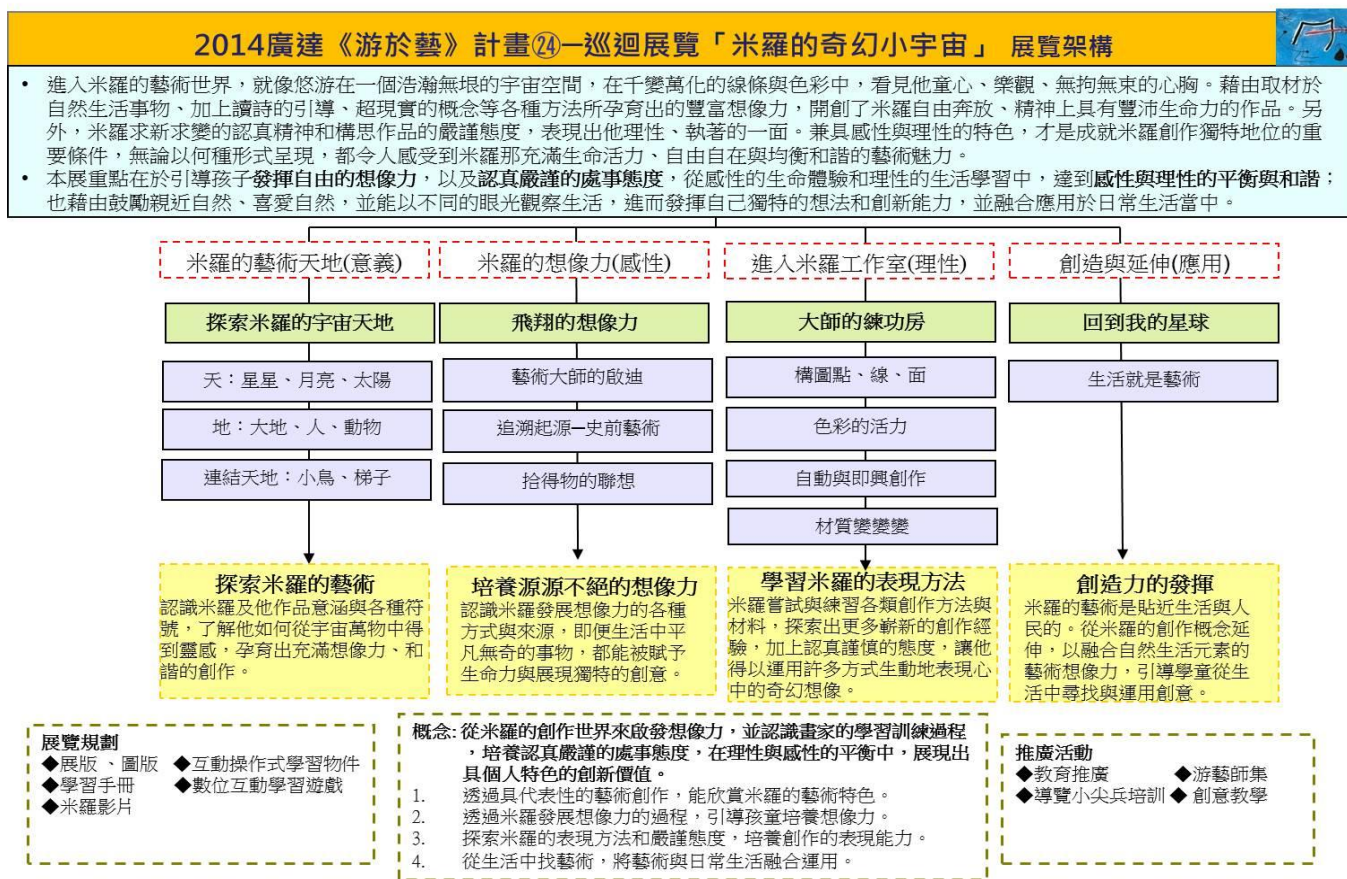 2014廣達《游於藝》計畫㉔—巡迴展覽「米羅的奇幻小宇宙」 展覽架構
• 進入米羅的藝術世界，就像悠游在一個浩瀚無垠的宇宙空間，在千變萬化的線條與色彩中，看見他童心、樂觀、無拘無束的心胸。藉由取材於
自然生活事物、加上讀詩的引導、超現實的概念等各種方法所孕育出的豐富想像力，開創了米羅自由奔放、精神上具有豐沛生命力的作品。另
外，米羅求新求變的認真精神和構思作品的嚴謹態度，表現出他理性、執著的一面。兼具感性與理性的特色，才是成就米羅創作獨特地位的重
要條件，無論以何種形式呈現，都令人感受到米羅那充滿生命活力、自由自在與均衡和諧的藝術魅力。
• 本展重點在於引導孩子發揮自由的想像力，以及認真嚴謹的處事態度，從感性的生命體驗和理性的生活學習中，達到感性與理性的平衡與和諧；
也藉由鼓勵親近自然、喜愛自然，並能以不同的眼光觀察生活，進而發揮自己獨特的想法和創新能力，並融合應用於日常生活當中。
米羅的藝術天地(意義)
探索米羅的宇宙天地
天：星星、月亮、太陽
地：大地、人、動物
連結天地：小鳥、梯子
探索米羅的藝術
認識米羅及他作品意涵與各種符
號，了解他如何從宇宙萬物中得
到靈感，孕育出充滿想像力、和
諧的創作。
米羅的想像力(感性)
飛翔的想像力
藝術大師的啟迪
追溯起源—史前藝術
拾得物的聯想
培養源源不絕的想像力
認識米羅發展想像力的各種
方式與來源，即便生活中平
凡無奇的事物，都能被賦予
生命力與展現獨特的創意。
進入米羅工作室(理性)
大師的練功房
構圖點、線、面
色彩的活力
自動與即興創作
材質變變變
學習米羅的表現方法
米羅嘗試與練習各類創作方法與
材料，探索出更多嶄新的創作經
驗，加上認真謹慎的態度，讓他
得以運用許多方式生動地表現心
中的奇幻想像。
創造與延伸(應用)
回到我的星球
生活就是藝術
創造力的發揮
米羅的藝術是貼近生活與人
民的。從米羅的創作概念延
伸，以融合自然生活元素的
藝術想像力，引導學童從生
活中尋找與運用創意。
展覽規劃
◆展版、圖版 ◆互動操作式學習物件
◆學習手冊 ◆數位互動學習遊戲
◆米羅影片
概念: 從米羅的創作世界來啟發想像力，並認識畫家的學習訓練過程
，培養認真嚴謹的處事態度，在理性與感性的平衡中，展現出
具個人特色的創新價值。
1. 透過具代表性的藝術創作，能欣賞米羅的藝術特色。
2. 透過米羅發展想像力的過程，引導孩童培養想像力。
3. 探索米羅的表現方法和嚴謹態度，培養創作的表現能力。
4. 從生活中找藝術，將藝術與日常生活融合運用。
推廣活動
◆教育推廣 ◆游藝師集
◆導覽小尖兵培訓 ◆ 創意教學